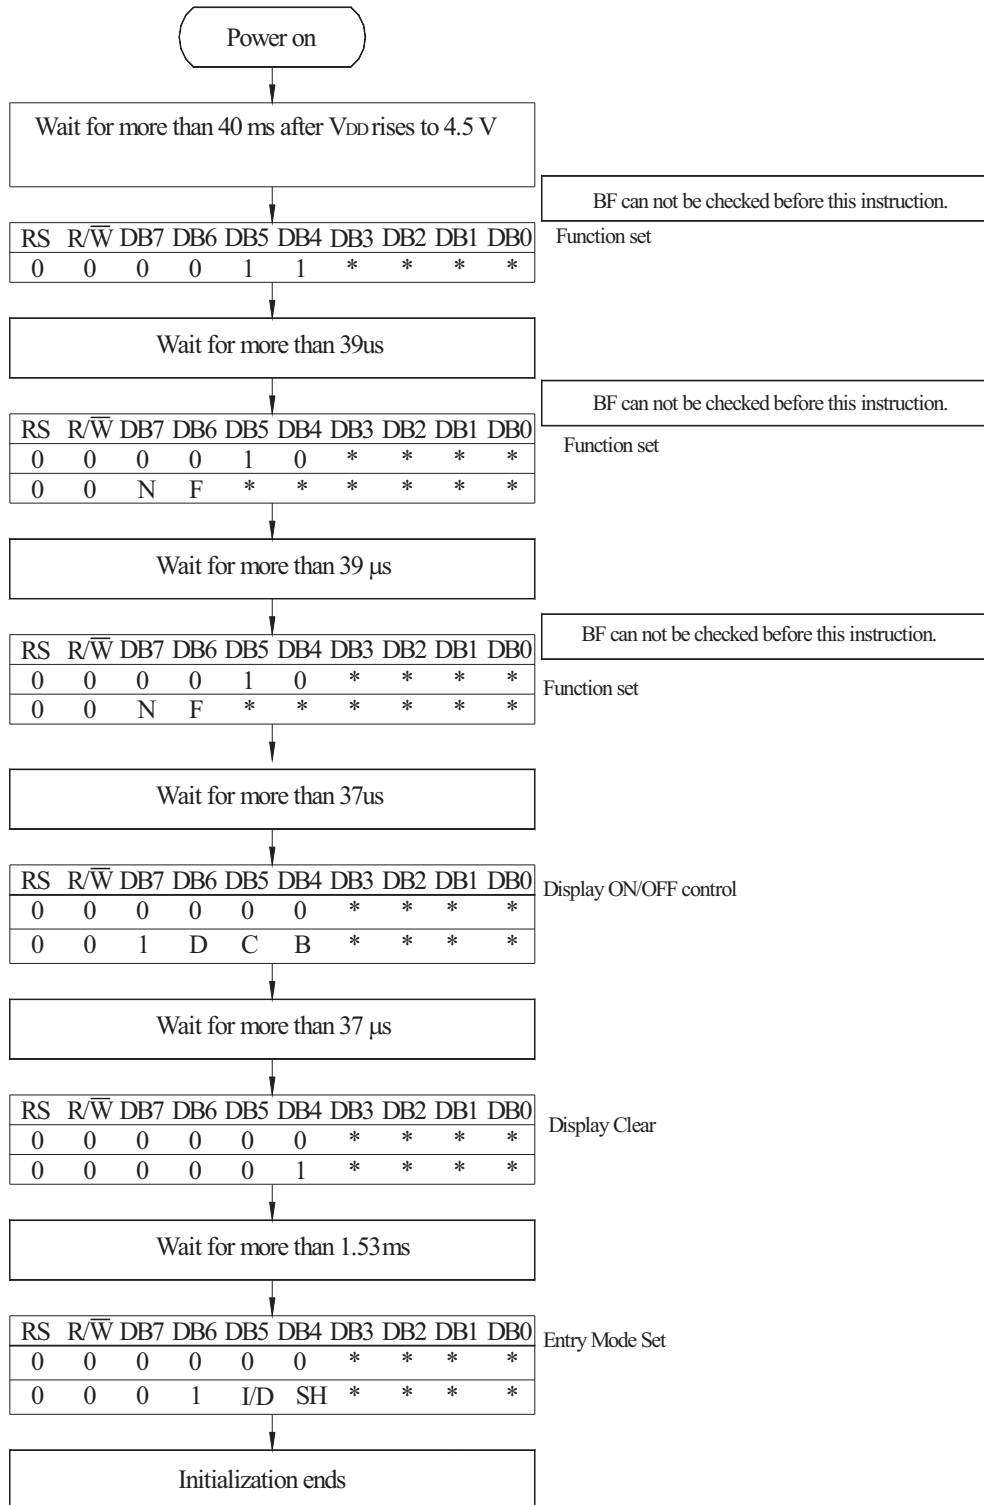 Power on
Wait for more than 40 ms after VDD rises to 4.5 V
BF can not be checked before this instruction.
RS R/W̅ DB7 DB6 DB5 DB4 DB3 DB2 DB1 DB0
Function set
0 0 0 0 1 1 * * * *
Wait for more than 39us
BF can not be checked before this instruction.
RS R/W̅ DB7 DB6 DB5 DB4 DB3 DB2 DB1 DB0
Function set
0 0 0 0 1 0 * * * *
0 0 N F * * * * * *
Wait for more than 39 μs
BF can not be checked before this instruction.
RS R/W̅ DB7 DB6 DB5 DB4 DB3 DB2 DB1 DB0
0 0 0 0 1 0 * * * *
Function set
0 0 N F * * * * * *
Wait for more than 37us
RS R/W̅ DB7 DB6 DB5 DB4 DB3 DB2 DB1 DB0
Display ON/OFF control
0 0 0 0 0 0 * * * *
0 0 1 D C B * * * *
Wait for more than 37 μs
RS R/W̅ DB7 DB6 DB5 DB4 DB3 DB2 DB1 DB0
Display Clear
0 0 0 0 0 0 * * * *
0 0 0 0 0 1 * * * *
Wait for more than 1.53ms
RS R/W̅ DB7 DB6 DB5 DB4 DB3 DB2 DB1 DB0
Entry Mode Set
0 0 0 0 0 0 * * * *
0 0 0 1 I/D SH * * * *
Initialization ends